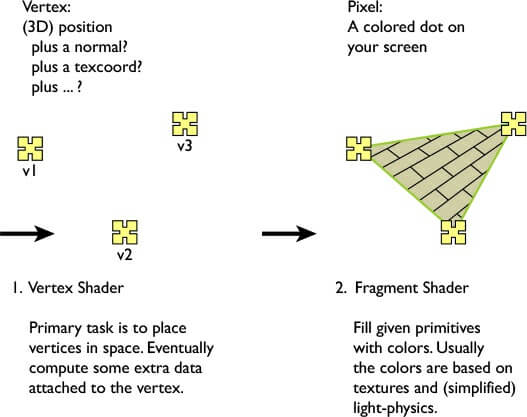 Vertex:
(3D) position
plus a normal?
plus a texcoord?
plus ... ?
Pixel:
A colored dot on
your screen
v1
v3
v2
1. Vertex Shader
Primary task is to place
vertices in space. Eventually
compute some extra data
attached to the vertex.
2. Fragment Shader
Fill given primitives
with colors. Usually
the colors are based on
textures and (simplified)
light-physics.